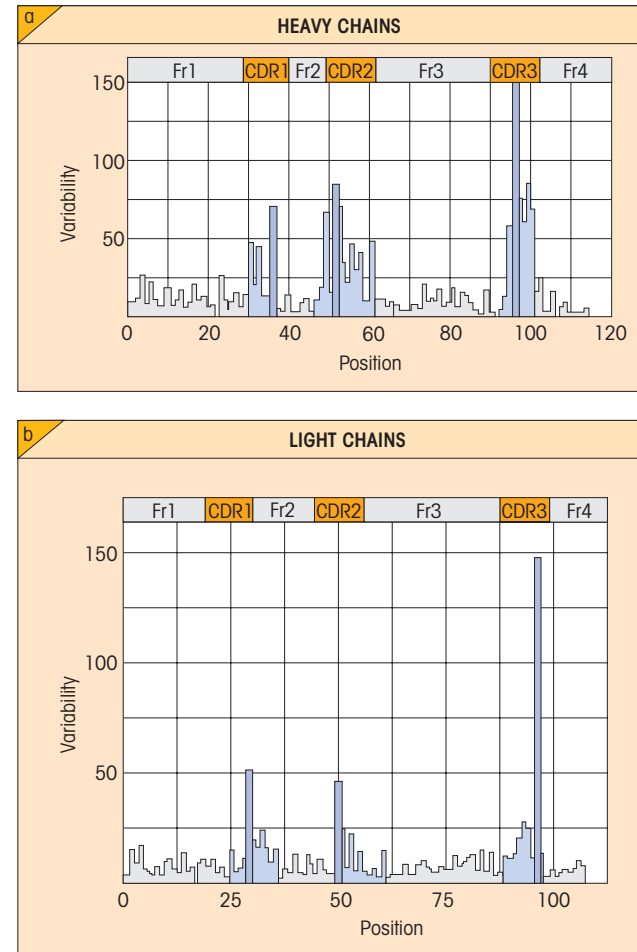 a
HEAVY CHAINS
Fr1 CDR1 Fr2 CDR2 Fr3 CDR3 Fr4
150
100
50
Variability
0 20 40 60 80 100 120
Position
b
LIGHT CHAINS
Fr1 CDR1 Fr2 CDR2 Fr3 CDR3 Fr4
150
100
50
Variability
0 25 50 75 100
Position